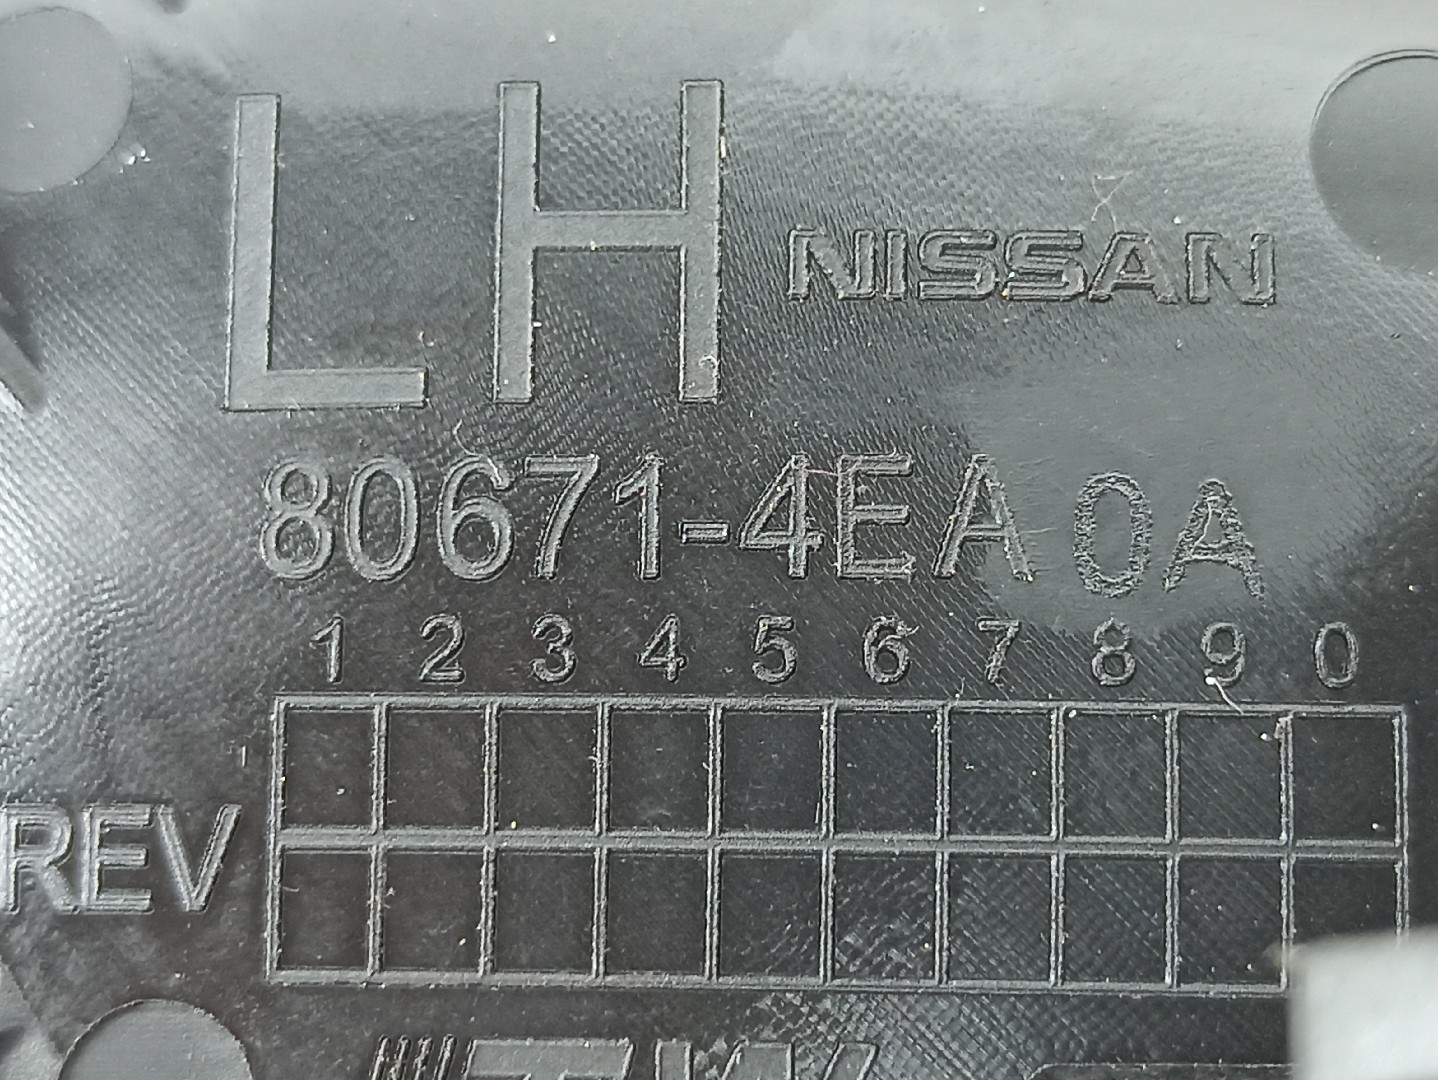 LH NISSAN
80671-4EA0A
1 2 3 4 5 6 7 8 9 0
REV